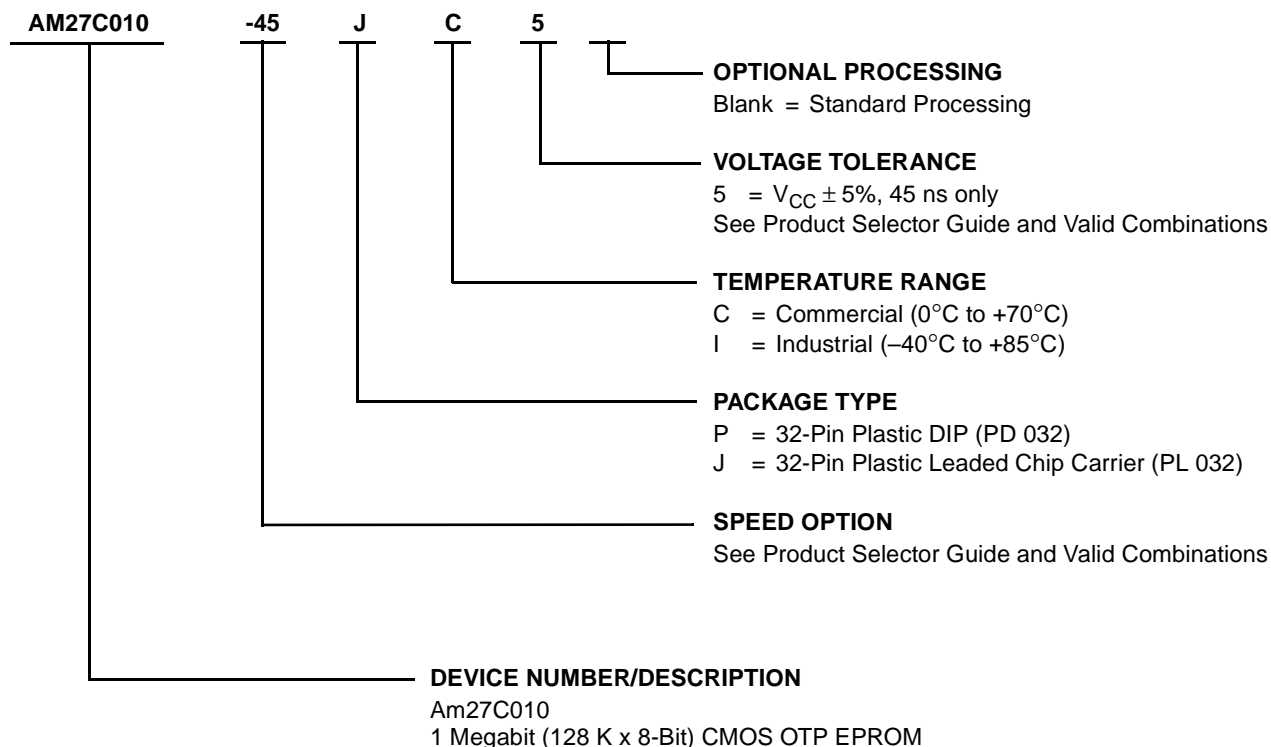 AM27C010 -45 J C 5
OPTIONAL PROCESSING
Blank = Standard Processing
VOLTAGE TOLERANCE
5 = VCC ± 5%, 45 ns only
See Product Selector Guide and Valid Combinations
TEMPERATURE RANGE
C = Commercial (0°C to +70°C)
I = Industrial (–40°C to +85°C)
PACKAGE TYPE
P = 32-Pin Plastic DIP (PD 032)
J = 32-Pin Plastic Leaded Chip Carrier (PL 032)
SPEED OPTION
See Product Selector Guide and Valid Combinations
DEVICE NUMBER/DESCRIPTION
Am27C010
1 Megabit (128 K x 8-Bit) CMOS OTP EPROM